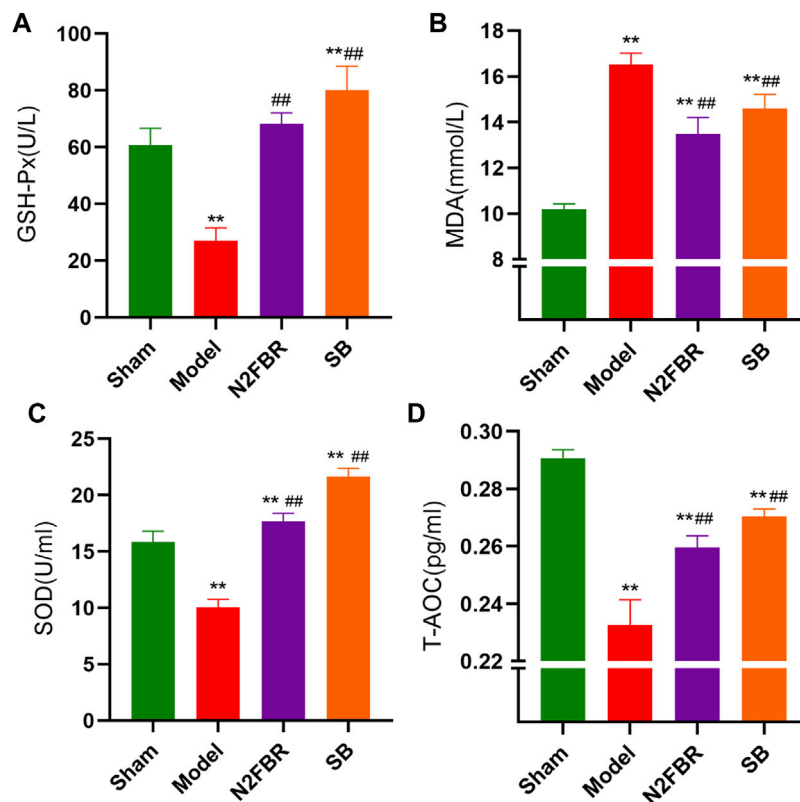 A
GSH-Px(U/L)
100
80
60
40
20
0
**
##
**##
Sham
Model
N2FBR
SB
B
MDA(mmol/L)
18
16
14
12
10
8
**
** ##
**##
Sham
Model
N2FBR
SB
C
SOD(U/ml)
25
20
15
10
5
0
**
** ##
** ##
Sham
Model
N2FBR
SB
D
T-AOC(pg/ml)
0.30
0.28
0.26
0.24
0.22
**
**##
**##
Sham
Model
N2FBR
SB